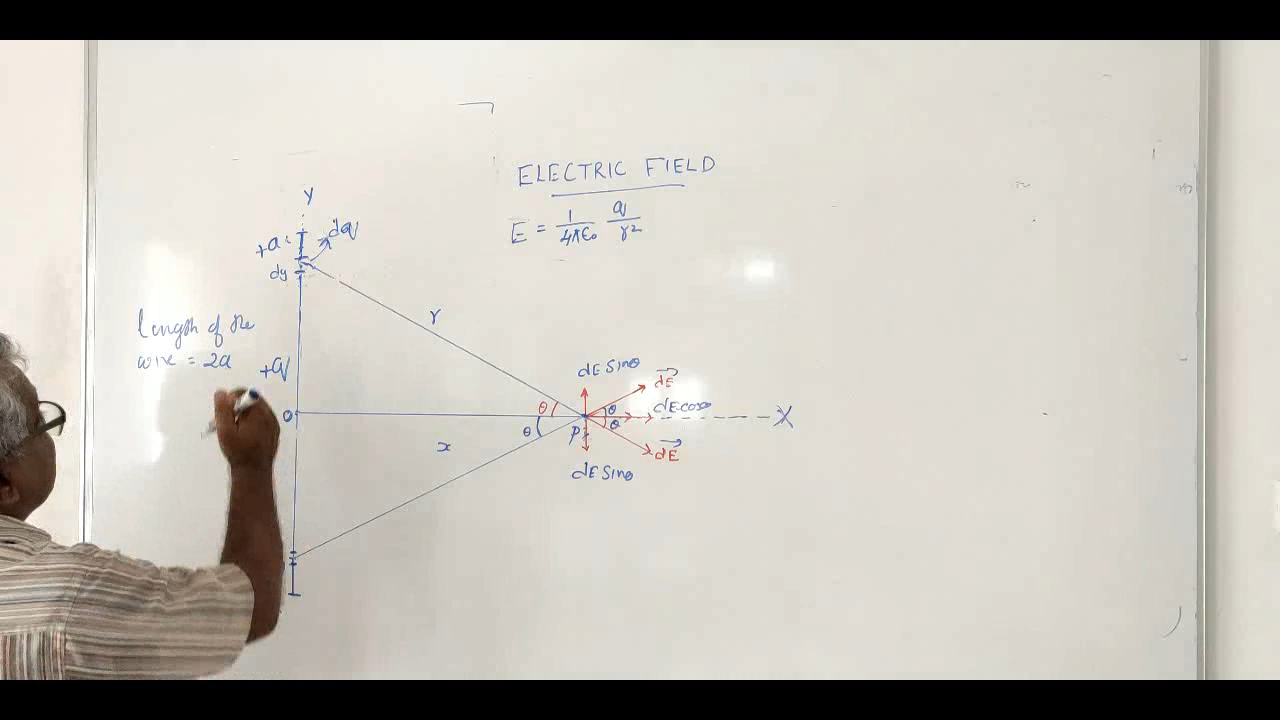 ELECTRIC FIELD
E = 1/4πε₀ q/r²
Y
+a
dq
dy
r
Length of the
wire = 2a
+q
O
θ
θ
x
P
dE Sinθ
dE
θ
dE cosθ
θ
X
dE
dE Sinθ